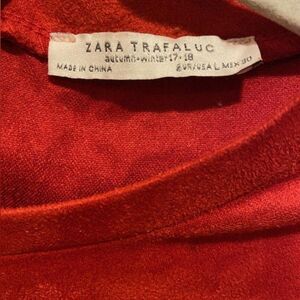 ZARA TRAFALUC
autumn•winter•17•18
MADE IN CHINA
EUR/USA L MEX 30